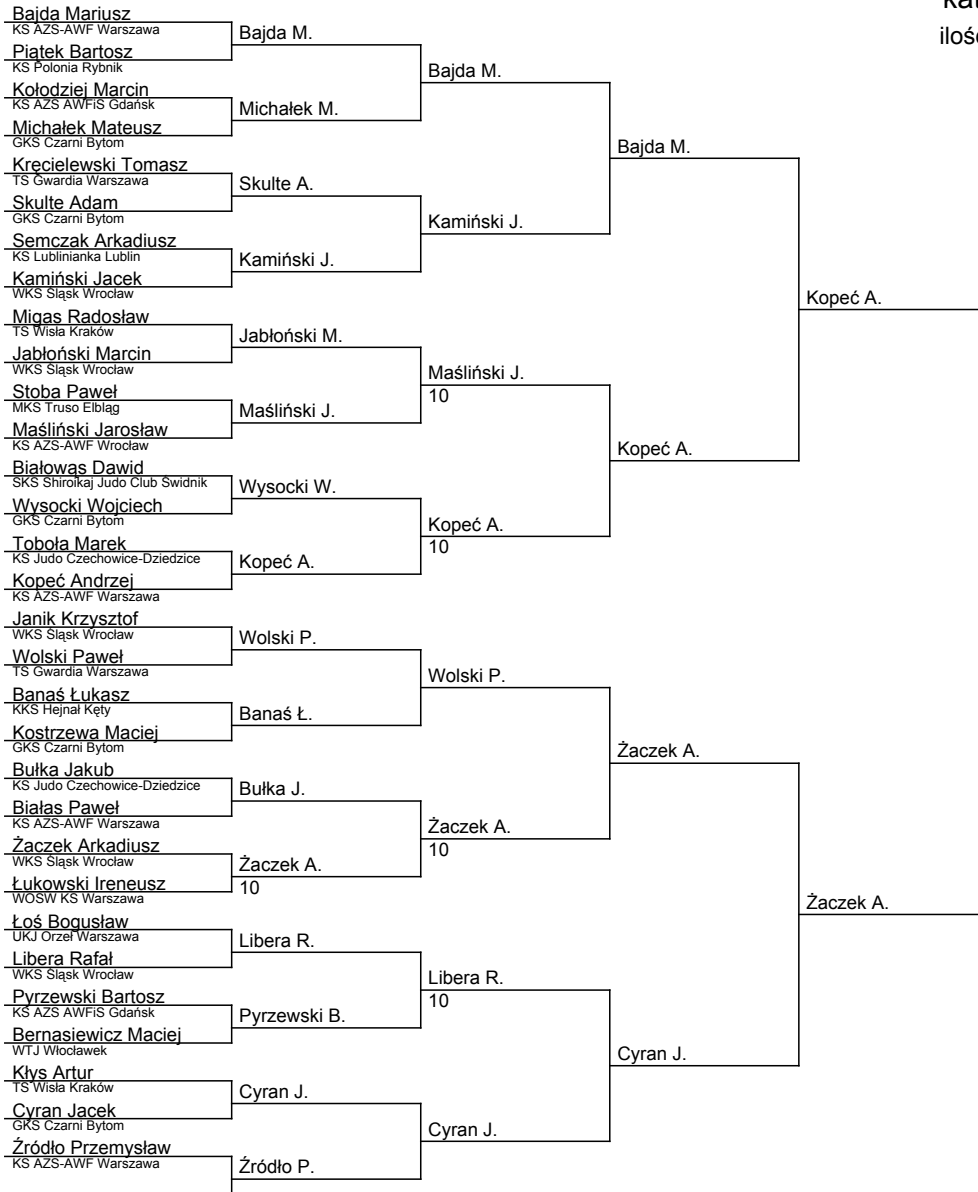 Bajda Mariusz
KS AZS-AWF Warszawa
Piątek Bartosz
KS Polonia Rybnik
Kołodziej Marcin
KS AZS AWFiS Gdańsk
Michałek Mateusz
GKS Czarni Bytom
Kręcielewski Tomasz
TS Gwardia Warszawa
Skulte Adam
GKS Czarni Bytom
Semczak Arkadiusz
KS Lublinianka Lublin
Kamiński Jacek
WKS Śląsk Wrocław
Migas Radosław
TS Wisła Kraków
Jabłoński Marcin
WKS Śląsk Wrocław
Stoba Paweł
MKS Truso Elbląg
Maśliński Jarosław
KS AZS-AWF Wrocław
Białowąs Dawid
SKS Shiroikaj Judo Club Świdnik
Wysocki Wojciech
GKS Czarni Bytom
Toboła Marek
KS Judo Czechowice-Dziedzice
Kopeć Andrzej
KS AZS-AWF Warszawa
Janik Krzysztof
WKS Śląsk Wrocław
Wolski Paweł
TS Gwardia Warszawa
Banaś Łukasz
KKS Hejnał Kęty
Kostrzewa Maciej
GKS Czarni Bytom
Bułka Jakub
KS Judo Czechowice-Dziedzice
Białas Paweł
KS AZS-AWF Warszawa
Żaczek Arkadiusz
WKS Śląsk Wrocław
Łukowski Ireneusz
WOSW KS Warszawa
Łoś Bogusław
UKJ Orzeł Warszawa
Libera Rafał
WKS Śląsk Wrocław
Pyrzewski Bartosz
KS AZS AWFiS Gdańsk
Bernasiewicz Maciej
WTJ Włocławek
Kłys Artur
TS Wisła Kraków
Cyran Jacek
GKS Czarni Bytom
Źródło Przemysław
KS AZS-AWF Warszawa
Bajda M.
Michałek M.
Skulte A.
Kamiński J.
Jabłoński M.
Maśliński J.
Wysocki W.
Kopeć A.
Wolski P.
Banaś Ł.
Bułka J.
Żaczek A.
10
Libera R.
Pyrzewski B.
Cyran J.
Źródło P.
Bajda M.
Kamiński J.
Maśliński J.
10
Kopeć A.
10
Wolski P.
Żaczek A.
10
Libera R.
10
Cyran J.
Bajda M.
Kopeć A.
Żaczek A.
Cyran J.
Kopeć A.
Żaczek A.